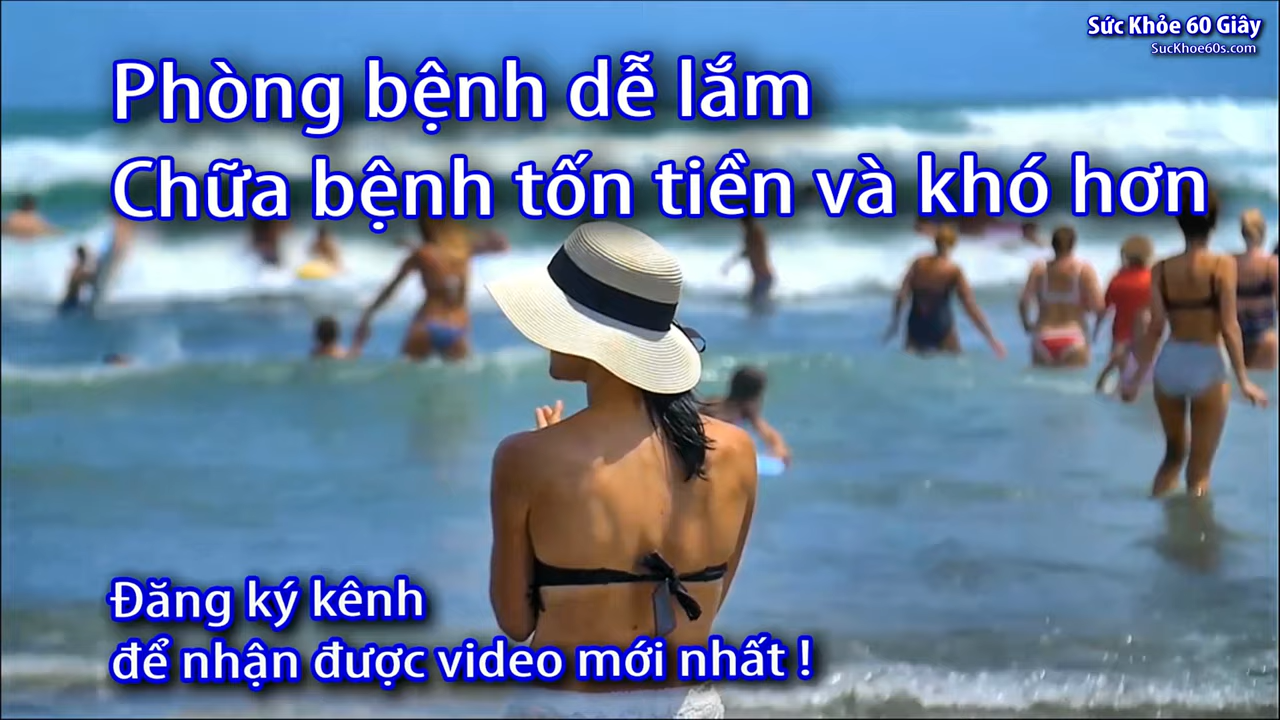 Sức Khỏe 60 Giây
SucKhoe60s.com
Phòng bệnh dễ lắm
Chữa bệnh tốn tiền và khó hơn
Đăng ký kênh
để nhận được video mới nhất !